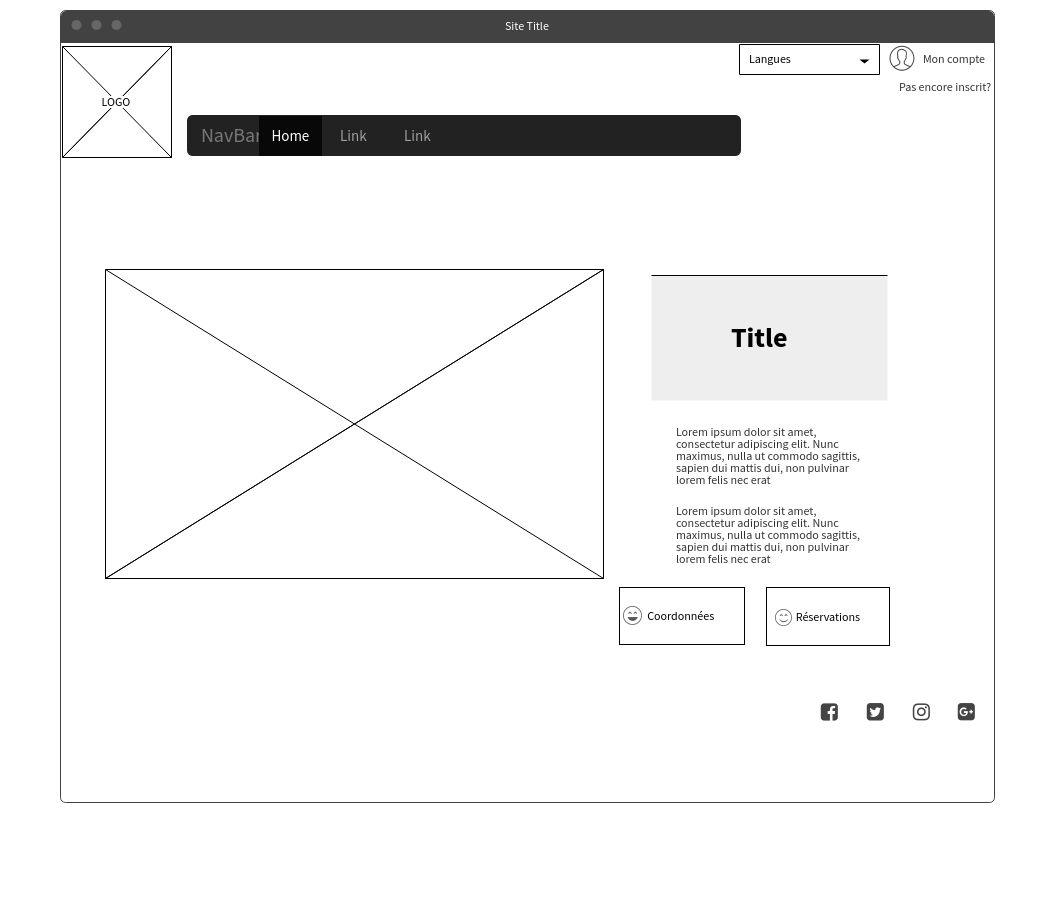 Site Title
LOGO
Langues
Mon compte
Pas encore inscrit?
NavBar Home Link Link
Title
Lorem ipsum dolor sit amet,
consectetur adipiscing elit. Nunc
maximus, nulla ut commodo sagittis,
sapien dui mattis dui, non pulvinar
lorem felis nec erat
Lorem ipsum dolor sit amet,
consectetur adipiscing elit. Nunc
maximus, nulla ut commodo sagittis,
sapien dui mattis dui, non pulvinar
lorem felis nec erat
Coordonnées
Réservations